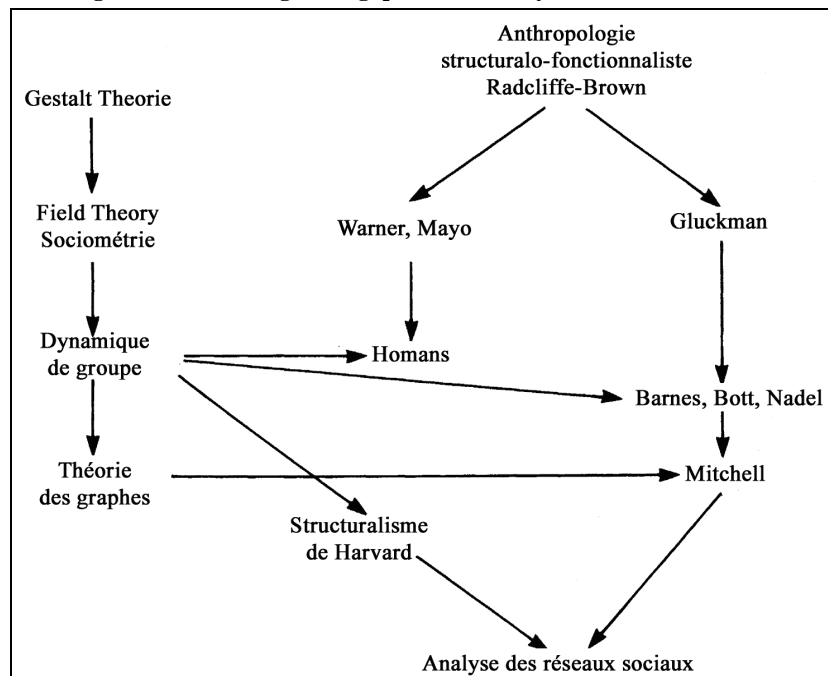 Anthropologie
structuralo-fonctionnaliste
Radcliffe-Brown
Gestalt Theorie
Field Theory
Sociométrie
Warner, Mayo
Gluckman
Dynamique
de groupe
Homans
Barnes, Bott, Nadel
Théorie
des graphes
Mitchell
Structuralisme
de Harvard
Analyse des réseaux sociaux